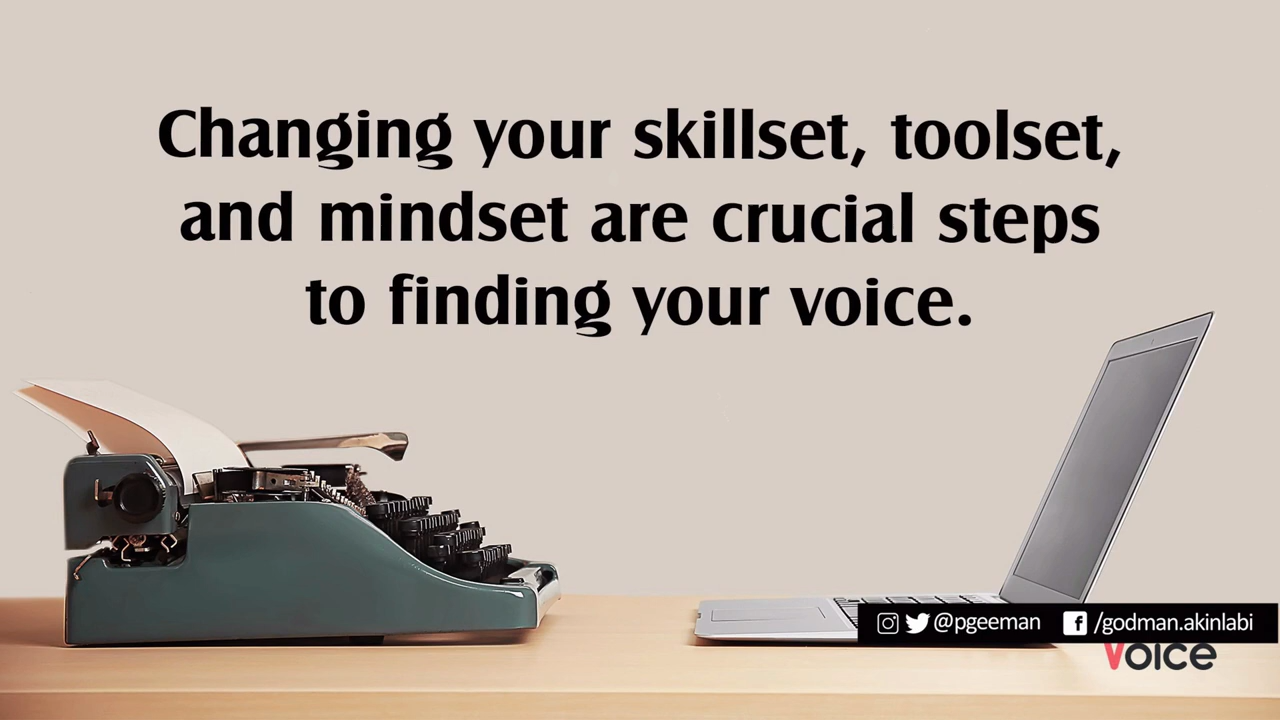 Changing your skillset, toolset,
and mindset are crucial steps
to finding your voice.
@pgeeman /godman.akinlabi
voice